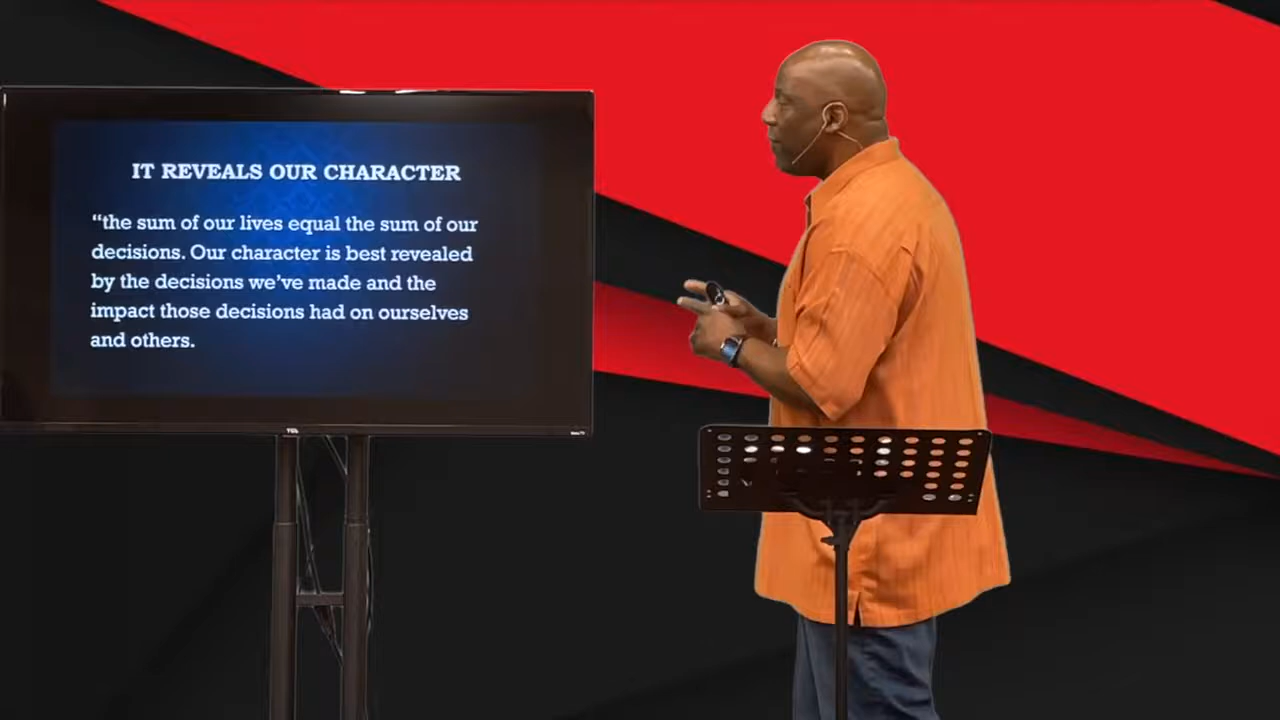 IT REVEALS OUR CHARACTER
“the sum of our lives equal the sum of our
decisions. Our character is best revealed
by the decisions we’ve made and the
impact those decisions had on ourselves
and others.
TCL